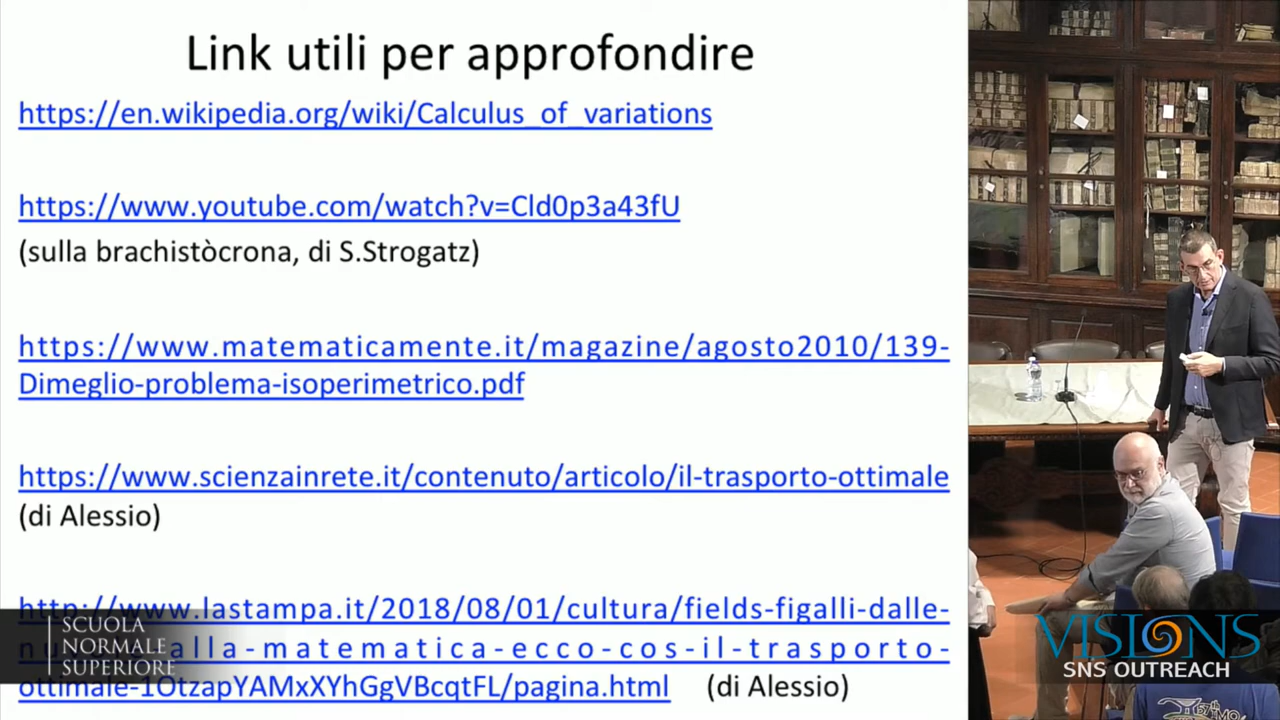 Link utili per approfondire
https://en.wikipedia.org/wiki/Calculus_of_variations
https://www.youtube.com/watch?v=Cld0p3a43fU
(sulla brachistòcrona, di S.Strogatz)
https://www.matematicamente.it/magazine/agosto2010/139-
Dimeglio-problema-isoperimetrico.pdf
https://www.scienzainrete.it/contenuto/articolo/il-trasporto-ottimale
(di Alessio)
http://www.lastampa.it/2018/08/01/cultura/fields-figalli-dalle-
alla-matematica-ecco-cos-il-trasporto-
ottimale-1OtzapYAMxXYhGgVBcqtFL/pagina.html (di Alessio)
SCUOLA
NORMALE
SUPERIORE
VISIONS
SNS OUTREACH